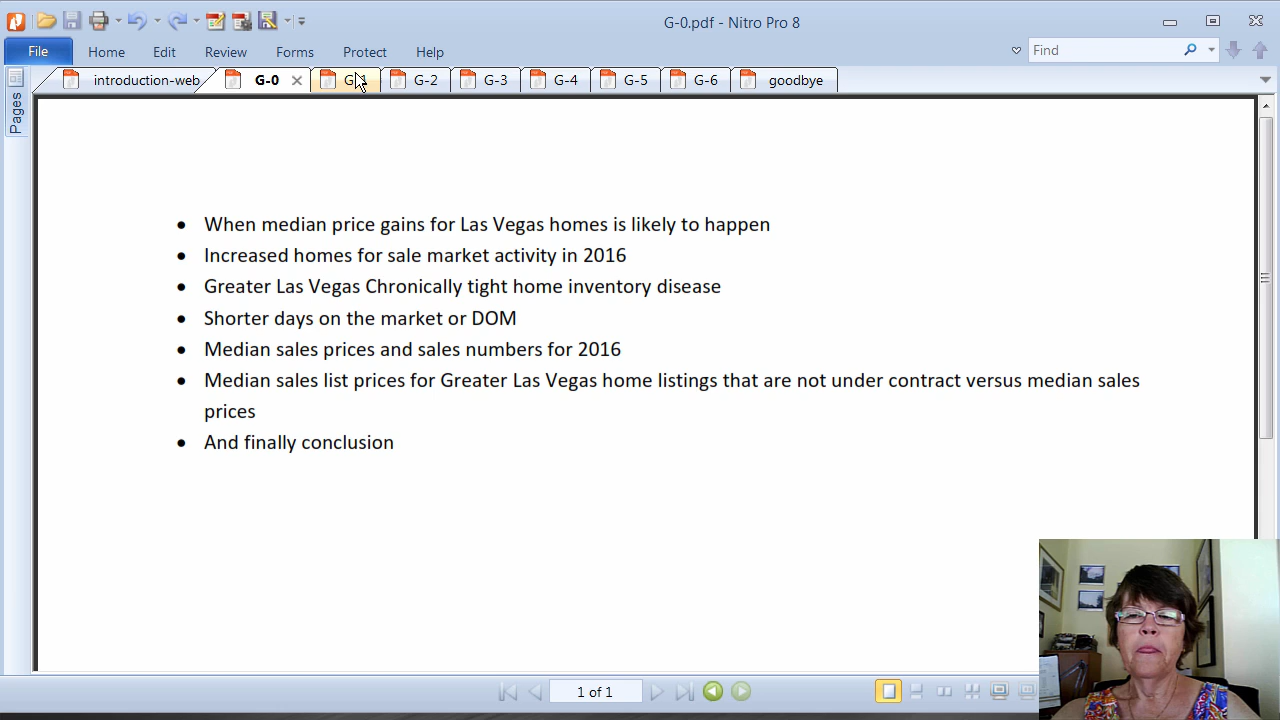 G-0.pdf - Nitro Pro 8
File Home Edit Review Forms Protect Help Find
introduction-web G-0 G-2 G-3 G-4 G-5 G-6 goodbye
Pages
• When median price gains for Las Vegas homes is likely to happen
• Increased homes for sale market activity in 2016
• Greater Las Vegas Chronically tight home inventory disease
• Shorter days on the market or DOM
• Median sales prices and sales numbers for 2016
• Median sales list prices for Greater Las Vegas home listings that are not under contract versus median sales
prices
• And finally conclusion
1 of 1